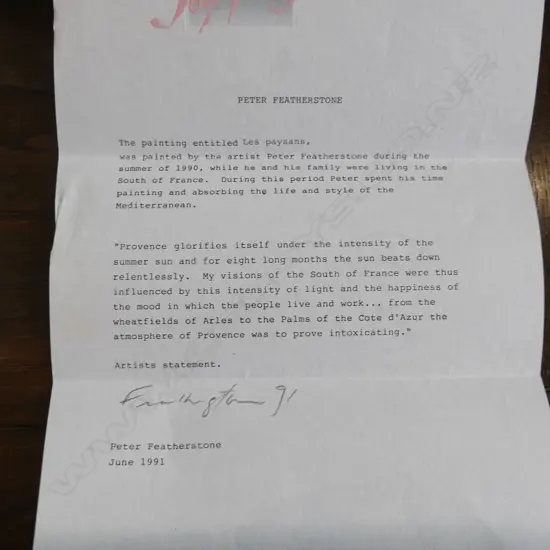 PETER FEATHERSTONE
The painting entitled Les paysans,
was painted by the artist Peter Featherstone during the
summer of 1990, while he and his family were living in the
South of France. During this period Peter spent his time
painting and absorbing the life and style of the
Mediterranean.
"Provence glorifies itself under the intensity of the
summer sun and for eight long months the sun beats down
relentlessly. My visions of the South of France were thus
influenced by this intensity of light and the happiness of
the mood in which the people live and work... from the
wheatfields of Arles to the Palms of the Cote d'Azur the
atmosphere of Provence was to prove intoxicating."
Artists statement.
Featherstone 91
Peter Featherstone
June 1991